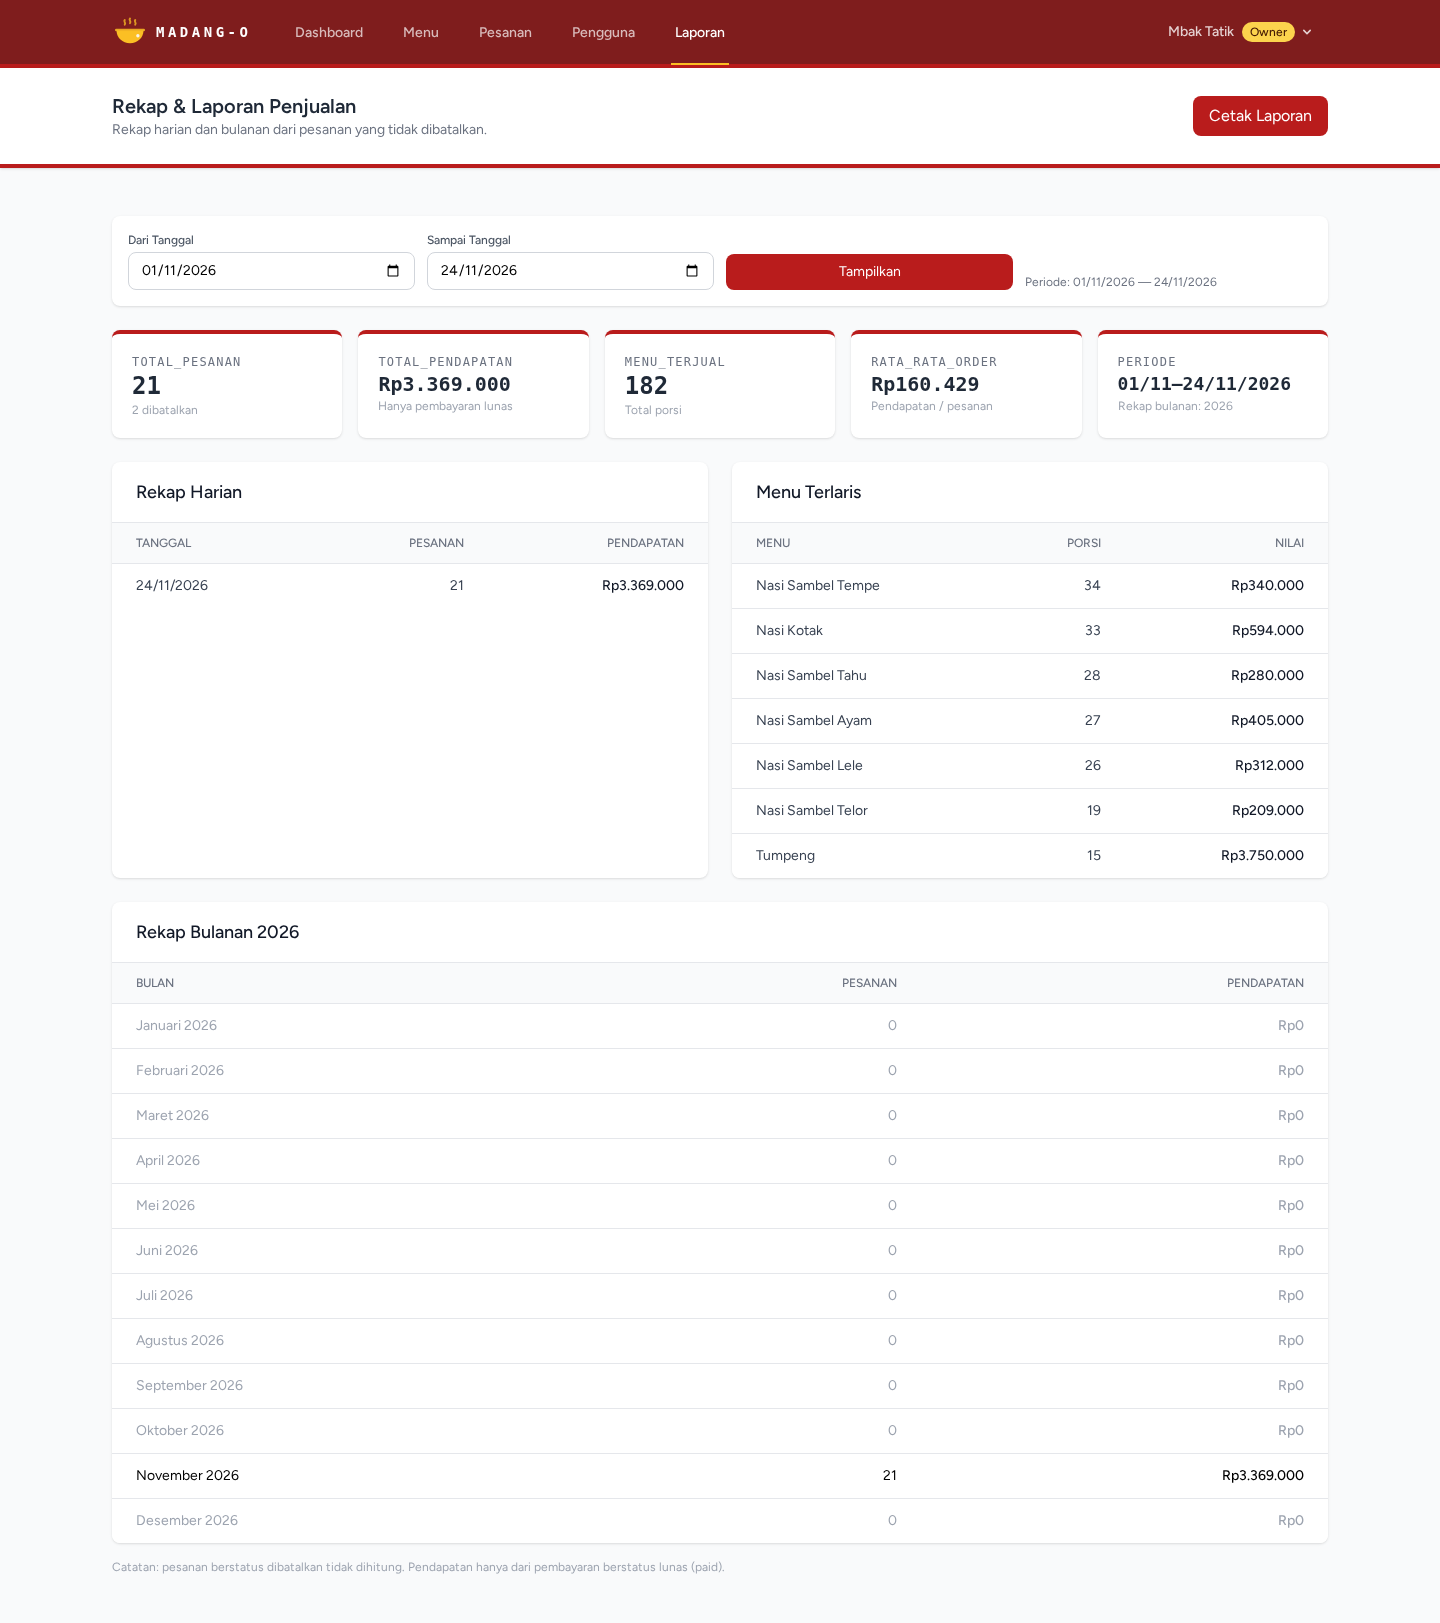 MADANG-O Dashboard Menu Pesanan Pengguna Laporan Mbak Tatik Owner
Rekap & Laporan Penjualan
Rekap harian dan bulanan dari pesanan yang tidak dibatalkan.
Cetak Laporan
Dari Tanggal Sampai Tanggal
01/11/2026 24/11/2026 Tampilkan Periode: 01/11/2026 — 24/11/2026
TOTAL_PESANAN
21
2 dibatalkan
TOTAL_PENDAPATAN
Rp3.369.000
Hanya pembayaran lunas
MENU_TERJUAL
182
Total porsi
RATA_RATA_ORDER
Rp160.429
Pendapatan / pesanan
PERIODE
01/11–24/11/2026
Rekap bulanan: 2026
Rekap Harian
TANGGAL PESANAN PENDAPATAN
24/11/2026 21 Rp3.369.000
Menu Terlaris
MENU PORSI NILAI
Nasi Sambel Tempe 34 Rp340.000
Nasi Kotak 33 Rp594.000
Nasi Sambel Tahu 28 Rp280.000
Nasi Sambel Ayam 27 Rp405.000
Nasi Sambel Lele 26 Rp312.000
Nasi Sambel Telor 19 Rp209.000
Tumpeng 15 Rp3.750.000
Rekap Bulanan 2026
BULAN PESANAN PENDAPATAN
Januari 2026 0 Rp0
Februari 2026 0 Rp0
Maret 2026 0 Rp0
April 2026 0 Rp0
Mei 2026 0 Rp0
Juni 2026 0 Rp0
Juli 2026 0 Rp0
Agustus 2026 0 Rp0
September 2026 0 Rp0
Oktober 2026 0 Rp0
November 2026 21 Rp3.369.000
Desember 2026 0 Rp0
Catatan: pesanan berstatus dibatalkan tidak dihitung. Pendapatan hanya dari pembayaran berstatus lunas (paid).